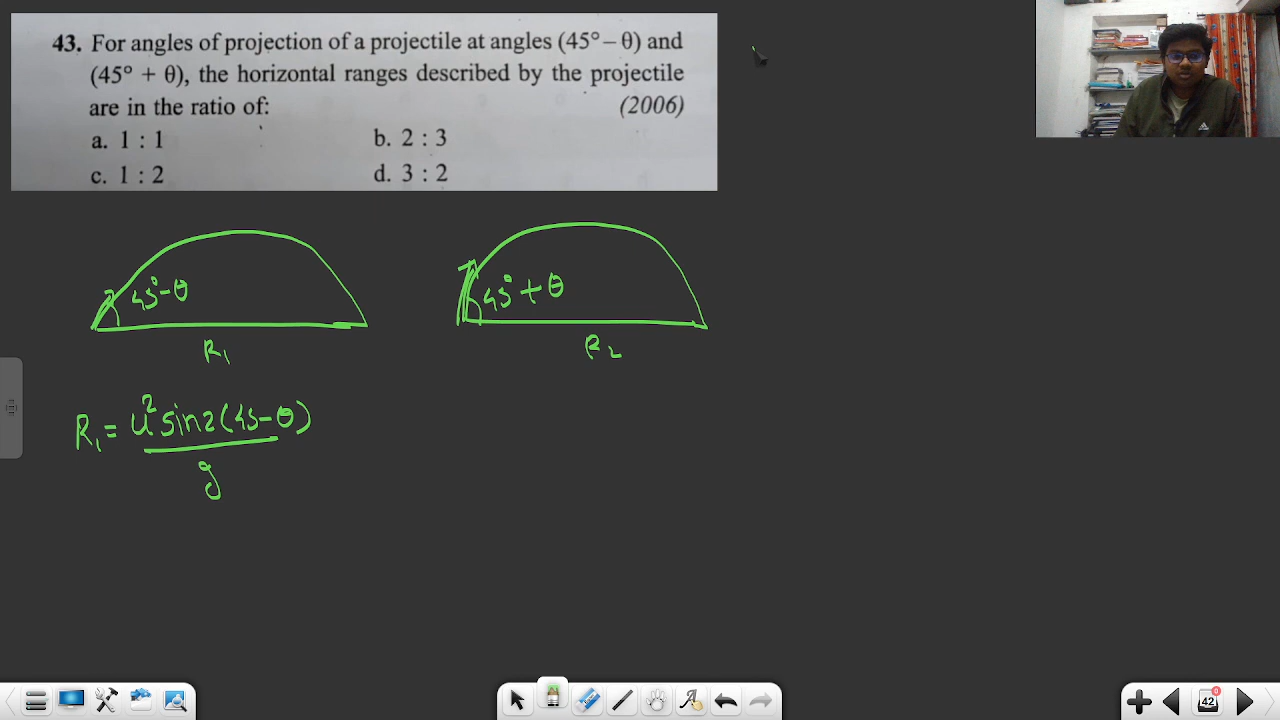 43. For angles of projection of a projectile at angles (45° – θ) and
(45° + θ), the horizontal ranges described by the projectile
are in the ratio of: (2006)
a. 1 : 1 b. 2 : 3
c. 1 : 2 d. 3 : 2
45°-θ
45°+θ
R₁
R₂
R₁ = u² sin2(45-θ)
g
42
0